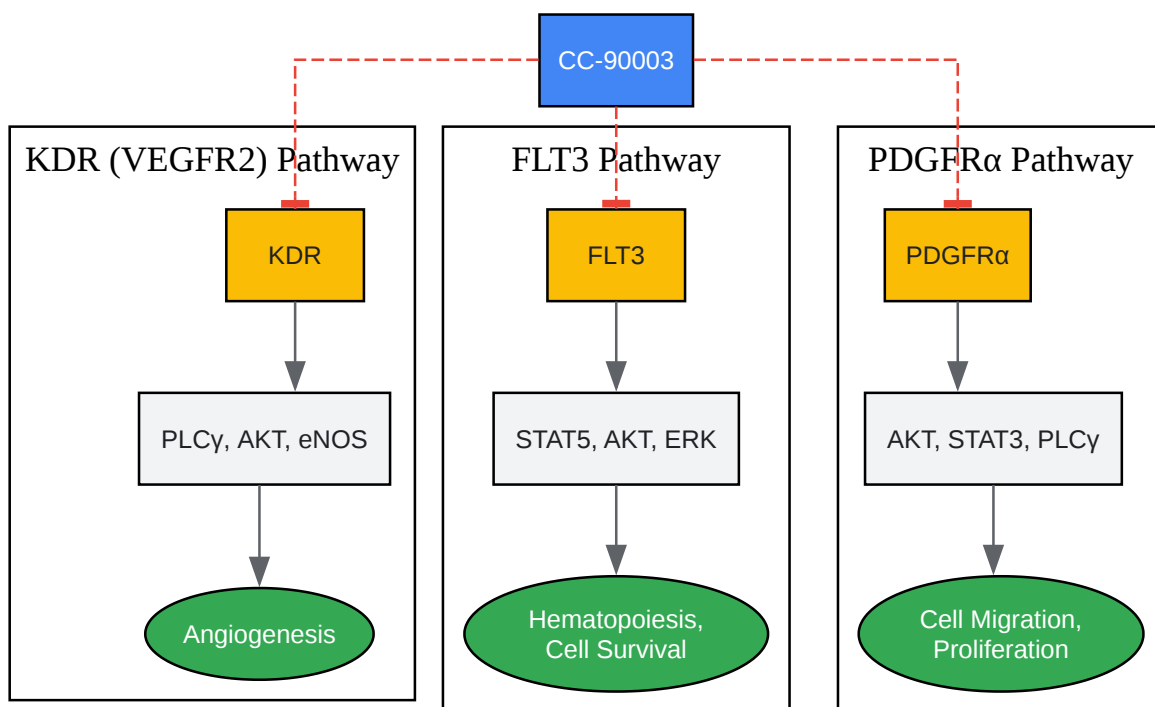 CC-90003
KDR (VEGFR2) Pathway
FLT3 Pathway
PDGFRα Pathway
KDR
FLT3
PDGFRα
PLCγ, AKT, eNOS
STAT5, AKT, ERK
AKT, STAT3, PLCγ
Angiogenesis
Hematopoiesis,
Cell Survival
Cell Migration,
Proliferation